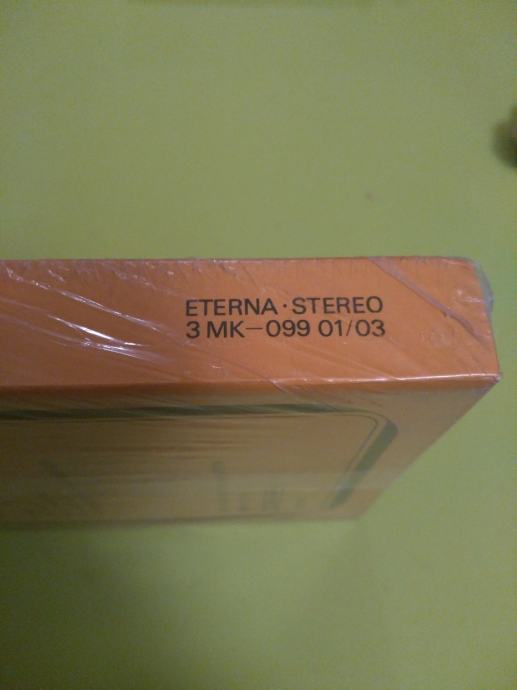 ETERNA · STEREO
3 MK—099 01/03